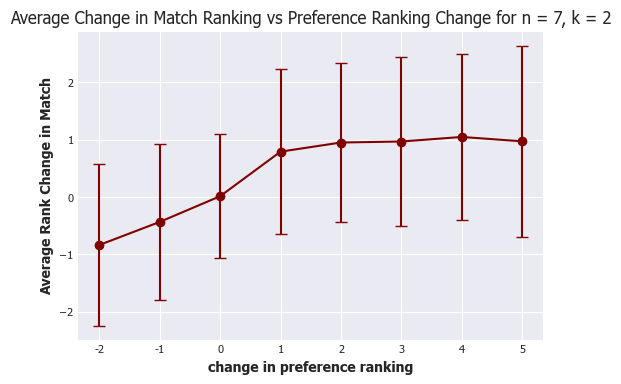 Average Change in Match Ranking vs Preference Ranking Change for n = 7, k = 2
Average Rank Change in Match
2
1
0
−1
−2
-2 -1 0 1 2 3 4 5
change in preference ranking